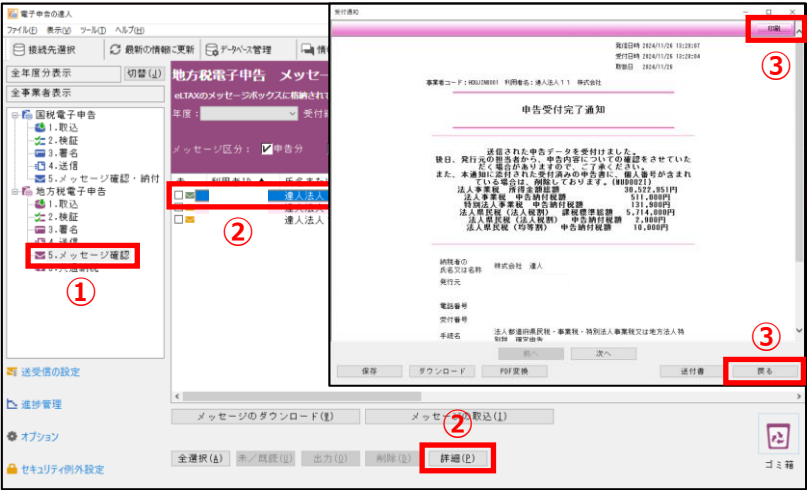 電子申告の達人
ファイル(F) 表示(V) ツール(T) ヘルプ(H)
接続先選択 最新の情報に更新 データベース管理
全年度分表示 切替(J)
全事業者表示
国税電子申告
1.取込
2.検証
3.署名
4.送信
5.メッセージ確認・納付
地方税電子申告
1.取込
2.検証
3.署名
4.送信
5.メッセージ確認
①
送受信の設定
進捗管理
オプション
セキュリティ例外設定
地方税電子申告 メッセー
eLTAXのメッセージボックスに格納されて
年度:
メッセージ区分: 申告分
達人法人
②
達人法人
達人法人
メッセージのダウンロード(M) メッセージの取込(I)
②
全選択(A) 未/既読(U) 出力(O) 削除(D) 詳細(P)
ゴミ箱
受付通知
印刷
③
発信日時 2024/11/26 13:28:07
受付日時 2024/11/26 13:28:04
取扱日 2024/11/26
利用者名:達人法人11 株式会社
申告受付完了通知
送信された申告データを受付けました。
後日、発行元の担当者から、申告内容についての確認をさせていた
だく場合がありますので、ご了承ください。
また、本通知に添付された受付済みの申告書に、個人番号が含まれ
ている場合は、削除しております。(MUD0021)
法人事業税 所得金額総額 30,522,951円
法人事業税 申告納付税額 511,000円
特別法人事業税 申告納付税額 131,900円
法人県民税(法人税割) 課税標準総額 5,714,000円
法人県民税(法人税割) 申告納付税額 2,000円
法人県民税(均等割) 申告納付税額 10,000円
納税者の
氏名又は名称 株式会社 達人
発行元
電話番号
受付番号
手続名 法人都道府県民税・事業税・特別法人事業税又は地方法人特
別税 確定申告
前へ 次へ
③
保存 ダウンロード PDF変換 送付書 戻る